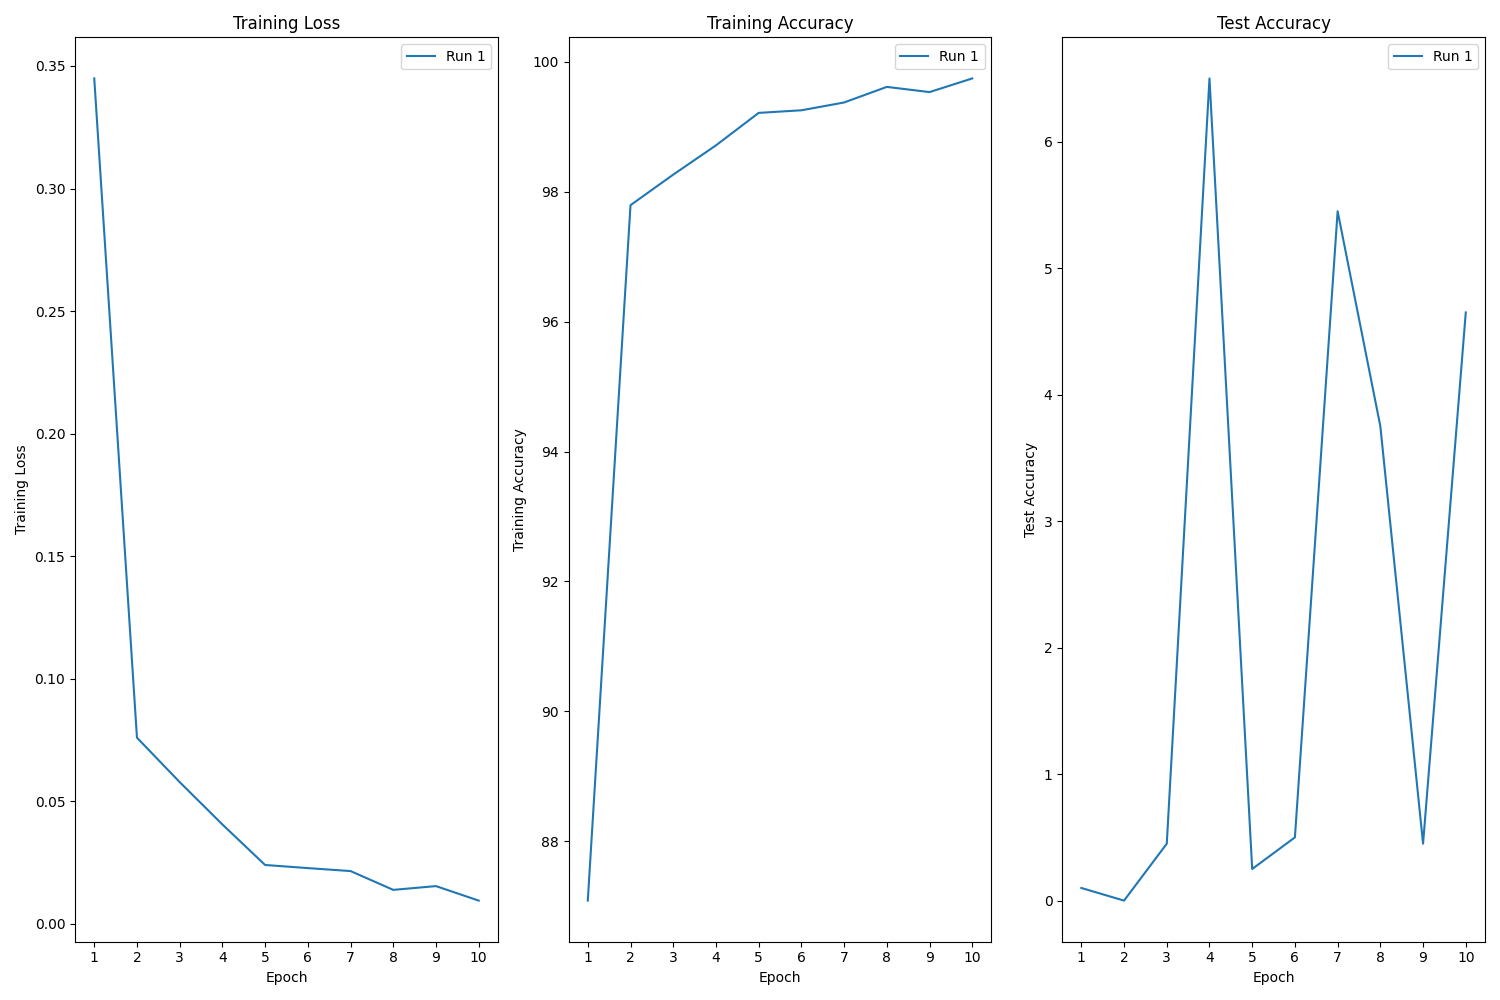 Training Loss
Run 1
0.35
0.30
0.25
0.20
0.15
0.10
0.05
0.00
Training Loss
1 2 3 4 5 6 7 8 9 10
Epoch
Training Accuracy
Run 1
100
98
96
94
92
90
88
Training Accuracy
1 2 3 4 5 6 7 8 9 10
Epoch
Test Accuracy
Run 1
6
5
4
3
2
1
0
Test Accuracy
1 2 3 4 5 6 7 8 9 10
Epoch